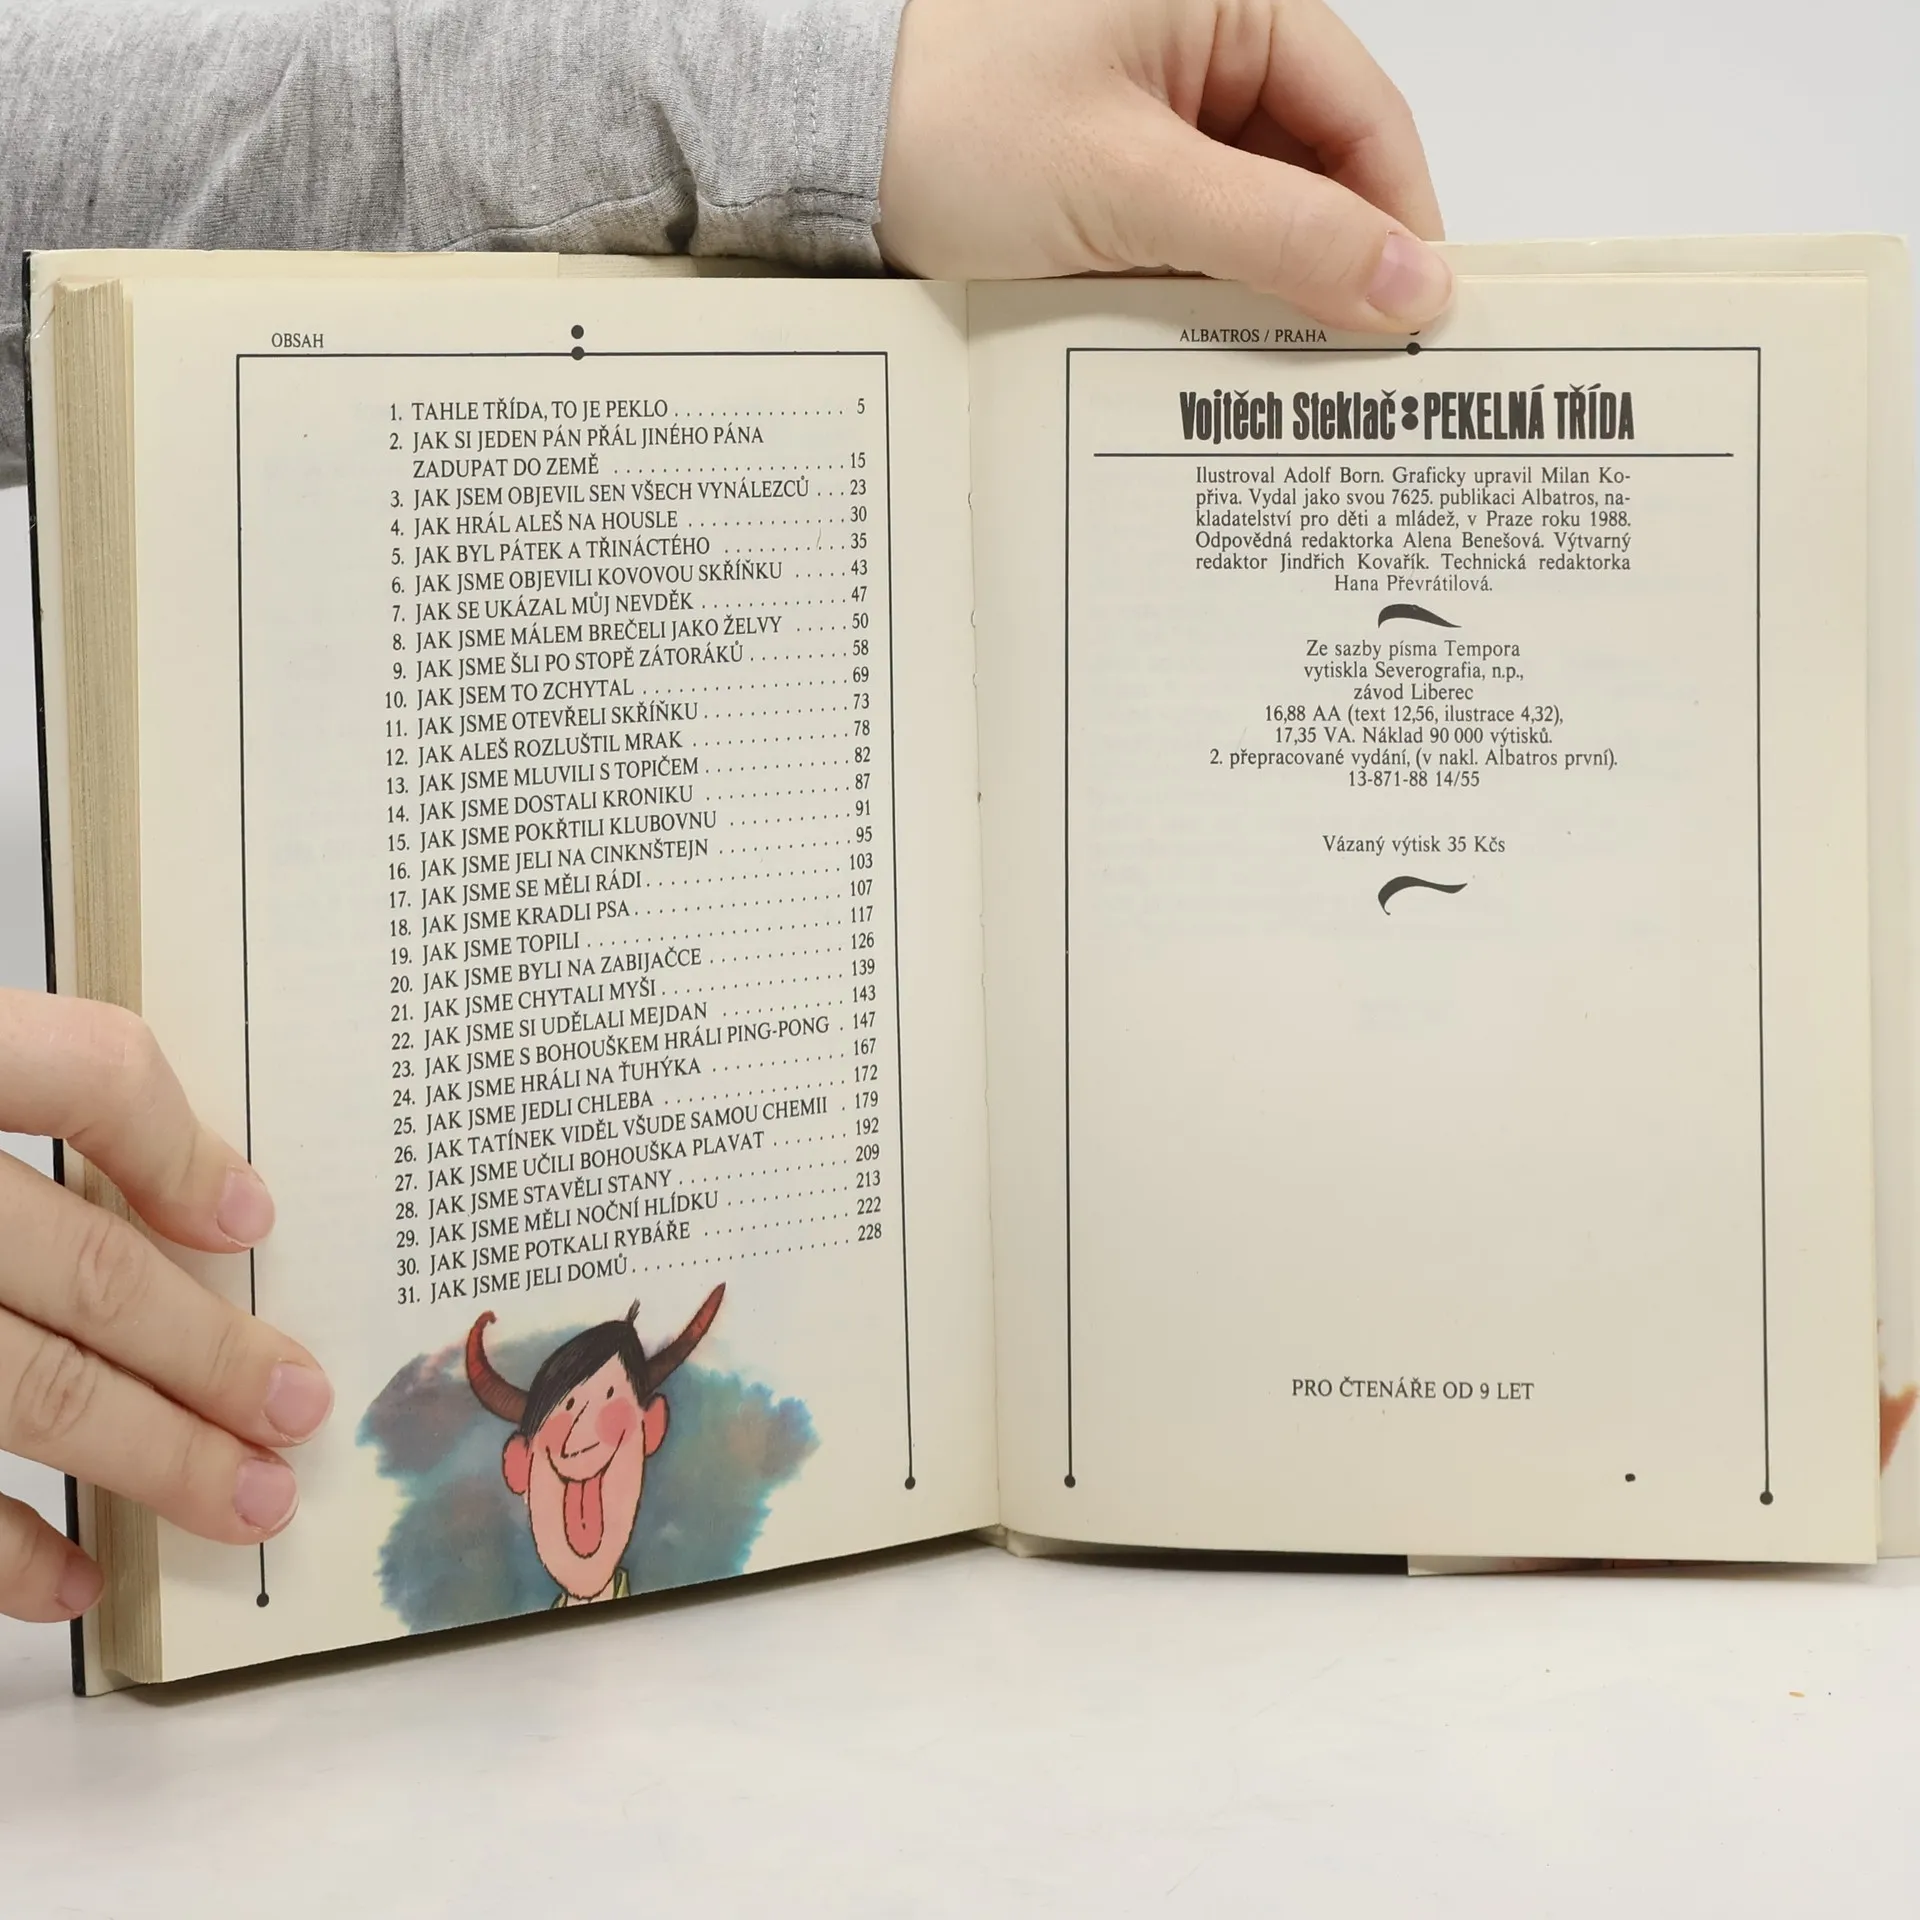 OBSAH
1. TAHLE TŘÍDA, TO JE PEKLO . . . . . . . . . . . . . . . 5
2. JAK SI JEDEN PÁN PŘÁL JINÉHO PÁNA
ZADUPAT DO ZEMĚ . . . . . . . . . . . . . . . . . . . . 15
3. JAK JSEM OBJEVIL SEN VŠECH VYNÁLEZCŮ . . . 23
4. JAK HRÁL ALEŠ NA HOUSLE . . . . . . . . . . . . . 30
5. JAK BYL PÁTEK A TŘINÁCTÉHO . . . . . . . . . . 35
6. JAK JSME OBJEVILI KOVOVOU SKŘÍŇKU . . . . . 43
7. JAK SE UKÁZAL MŮJ NEVDĚK . . . . . . . . . . . . 47
8. JAK JSME MÁLEM BREČELI JAKO ŽELVY . . . . . 50
9. JAK JSME ŠLI PO STOPĚ ZÁTORÁKŮ . . . . . . . . . 58
10. JAK JSEM TO ZCHYTAL . . . . . . . . . . . . . . . . . 69
11. JAK JSME OTEVŘELI SKŘÍŇKU . . . . . . . . . . . . 73
12. JAK ALEŠ ROZLUŠTIL MRAK . . . . . . . . . . . . . 78
13. JAK JSME MLUVILI S TOPIČEM . . . . . . . . . . . . 82
14. JAK JSME DOSTALI KRONIKU . . . . . . . . . . . . 87
15. JAK JSME POKŘTILI KLUBOVNU . . . . . . . . . . 91
16. JAK JSME JELI NA CINKNŠTEJN . . . . . . . . . . . 95
17. JAK JSME SE MĚLI RÁDI . . . . . . . . . . . . . . . . 103
18. JAK JSME KRADLI PSA . . . . . . . . . . . . . . . . . 107
19. JAK JSME TOPILI . . . . . . . . . . . . . . . . . . . . . 117
20. JAK JSME BYLI NA ZABIJAČCE . . . . . . . . . . . 126
21. JAK JSME CHYTALI MYŠI . . . . . . . . . . . . . . . 139
22. JAK JSME SI UDĚLALI MEJDAN . . . . . . . . . . 143
23. JAK JSME S BOHOUŠKEM HRÁLI PING-PONG . 147
24. JAK JSME HRÁLI NA ŤUHÝKA . . . . . . . . . . . 167
25. JAK JSME JEDLI CHLEBA . . . . . . . . . . . . . . . 172
26. JAK TATÍNEK VIDĚL VŠUDE SAMOU CHEMII . 179
27. JAK JSME UČILI BOHOUŠKA PLAVAT . . . . . . . 192
28. JAK JSME STAVĚLI STANY . . . . . . . . . . . . . . 209
29. JAK JSME MĚLI NOČNÍ HLÍDKU . . . . . . . . . . 213
30. JAK JSME POTKALI RYBÁŘE . . . . . . . . . . . . 222
31. JAK JSME JELI DOMŮ . . . . . . . . . . . . . . . . . 228
ALBATROS / PRAHA
Vojtěch Steklač : PEKELNÁ TŘÍDA
Ilustroval Adolf Born. Graficky upravil Milan Ko-
přiva. Vydal jako svou 7625. publikaci Albatros, na-
kladatelství pro děti a mládež, v Praze roku 1988.
Odpovědná redaktorka Alena Benešová. Výtvarný
redaktor Jindřich Kovařík. Technická redaktorka
Hana Převrátilová.
Ze sazby písma Tempora
vytiskla Severografia, n.p.,
závod Liberec
16,88 AA (text 12,56, ilustrace 4,32),
17,35 VA. Náklad 90 000 výtisků.
2. přepracované vydání, (v nakl. Albatros první).
13-871-88 14/55
Vázaný výtisk 35 Kčs
PRO ČTENÁŘE OD 9 LET